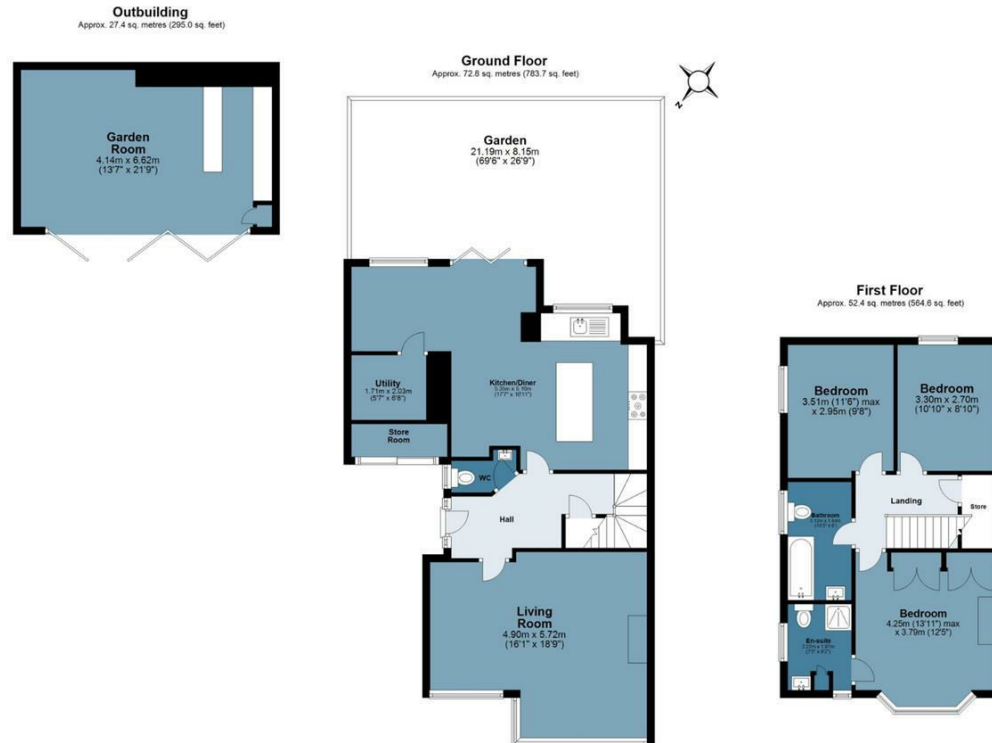 Outbuilding
Approx. 27.4 sq. metres (295.0 sq. feet)
Garden
Room
4.14m x 6.62m
(13'7" x 21'9")
Ground Floor
Approx. 72.8 sq. metres (783.7 sq. feet)
Z
Garden
21.19m x 8.15m
(69'6" x 26'9")
Utility
1.71m x 2.03m
(5'7" x 6'8")
Kitchen/Diner
(17'7" x 16'11")
Store
Room
WC
Hall
Living
Room
4.90m x 5.72m
(16'1" x 18'9")
First Floor
Approx. 52.4 sq. metres (564.6 sq. feet)
Bedroom
3.51m (11'6") max
x 2.95m (9'8")
Bedroom
3.30m x 2.70m
(10'10" x 8'10")
Landing
Store
Bathroom
Bedroom
4.25m (13'11") max
x 3.79m (12'5")
En-suite